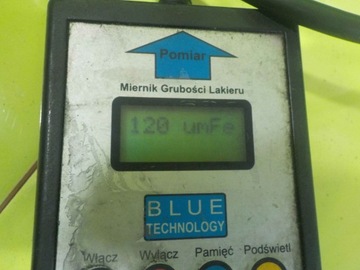 Pomiar
Miernik Grubości Lakieru
120 umFe
BLUE
TECHNOLOGY
Włącz Wyłącz Pamięć Podświetl